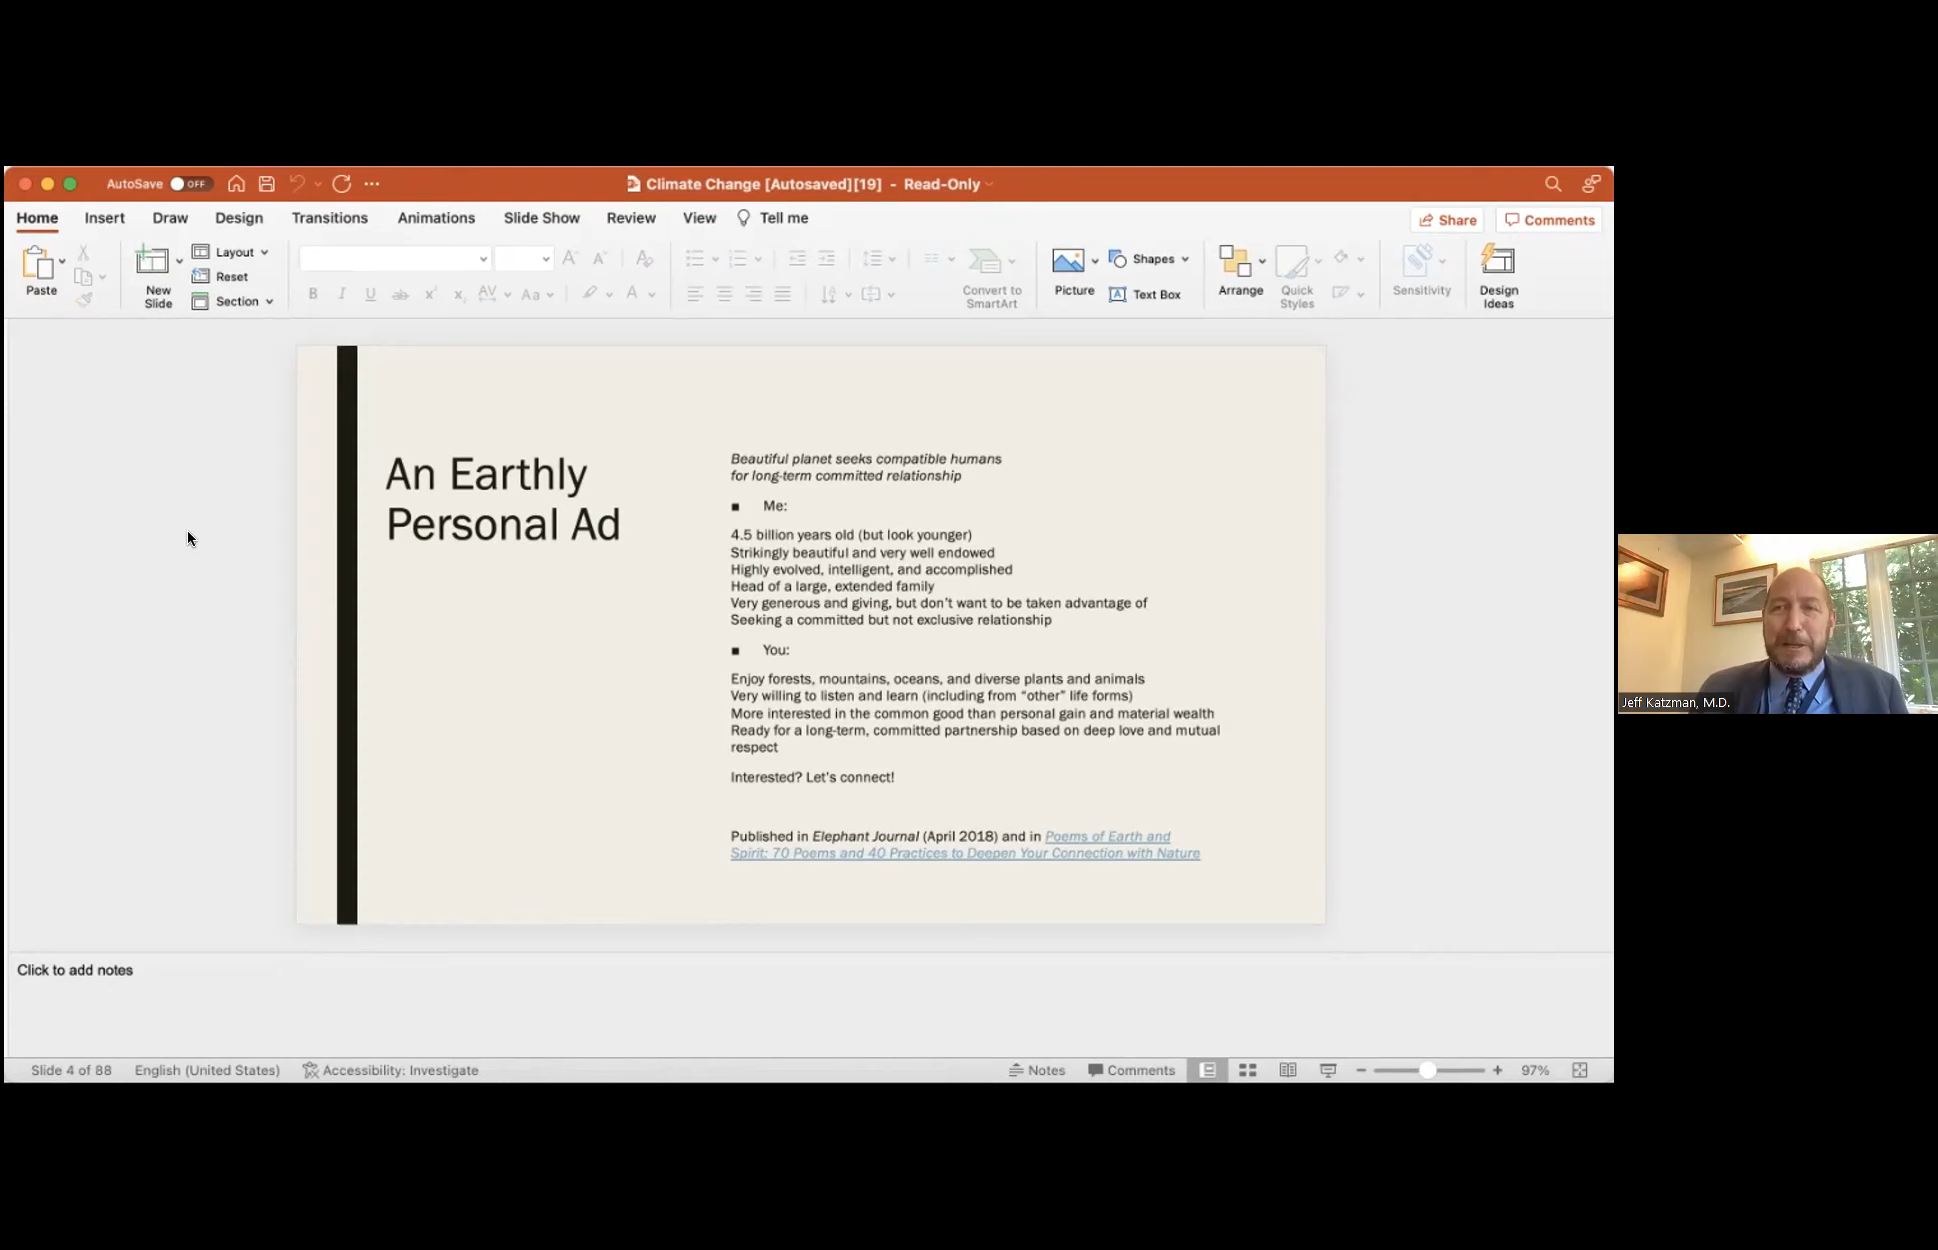 AutoSave OFF
Climate Change [Autosaved][19] - Read-Only
Home Insert Draw Design Transitions Animations Slide Show Review View Tell me
Share Comments
Paste
New
Slide
Layout
Reset
Section
Convert to
SmartArt
Picture
Shapes
Text Box
Arrange
Quick
Styles
Sensitivity
Design
Ideas
An Earthly
Personal Ad
Beautiful planet seeks compatible humans
for long-term committed relationship
■ Me:
4.5 billion years old (but look younger)
Strikingly beautiful and very well endowed
Highly evolved, intelligent, and accomplished
Head of a large, extended family
Very generous and giving, but don't want to be taken advantage of
Seeking a committed but not exclusive relationship
■ You:
Enjoy forests, mountains, oceans, and diverse plants and animals
Very willing to listen and learn (including from “other” life forms)
More interested in the common good than personal gain and material wealth
Ready for a long-term, committed partnership based on deep love and mutual
respect
Interested? Let's connect!
Published in Elephant Journal (April 2018) and in Poems of Earth and
Spirit: 70 Poems and 40 Practices to Deepen Your Connection with Nature
Jeff Katzman, M.D.
Click to add notes
Slide 4 of 88 English (United States) Accessibility: Investigate Notes Comments 97%